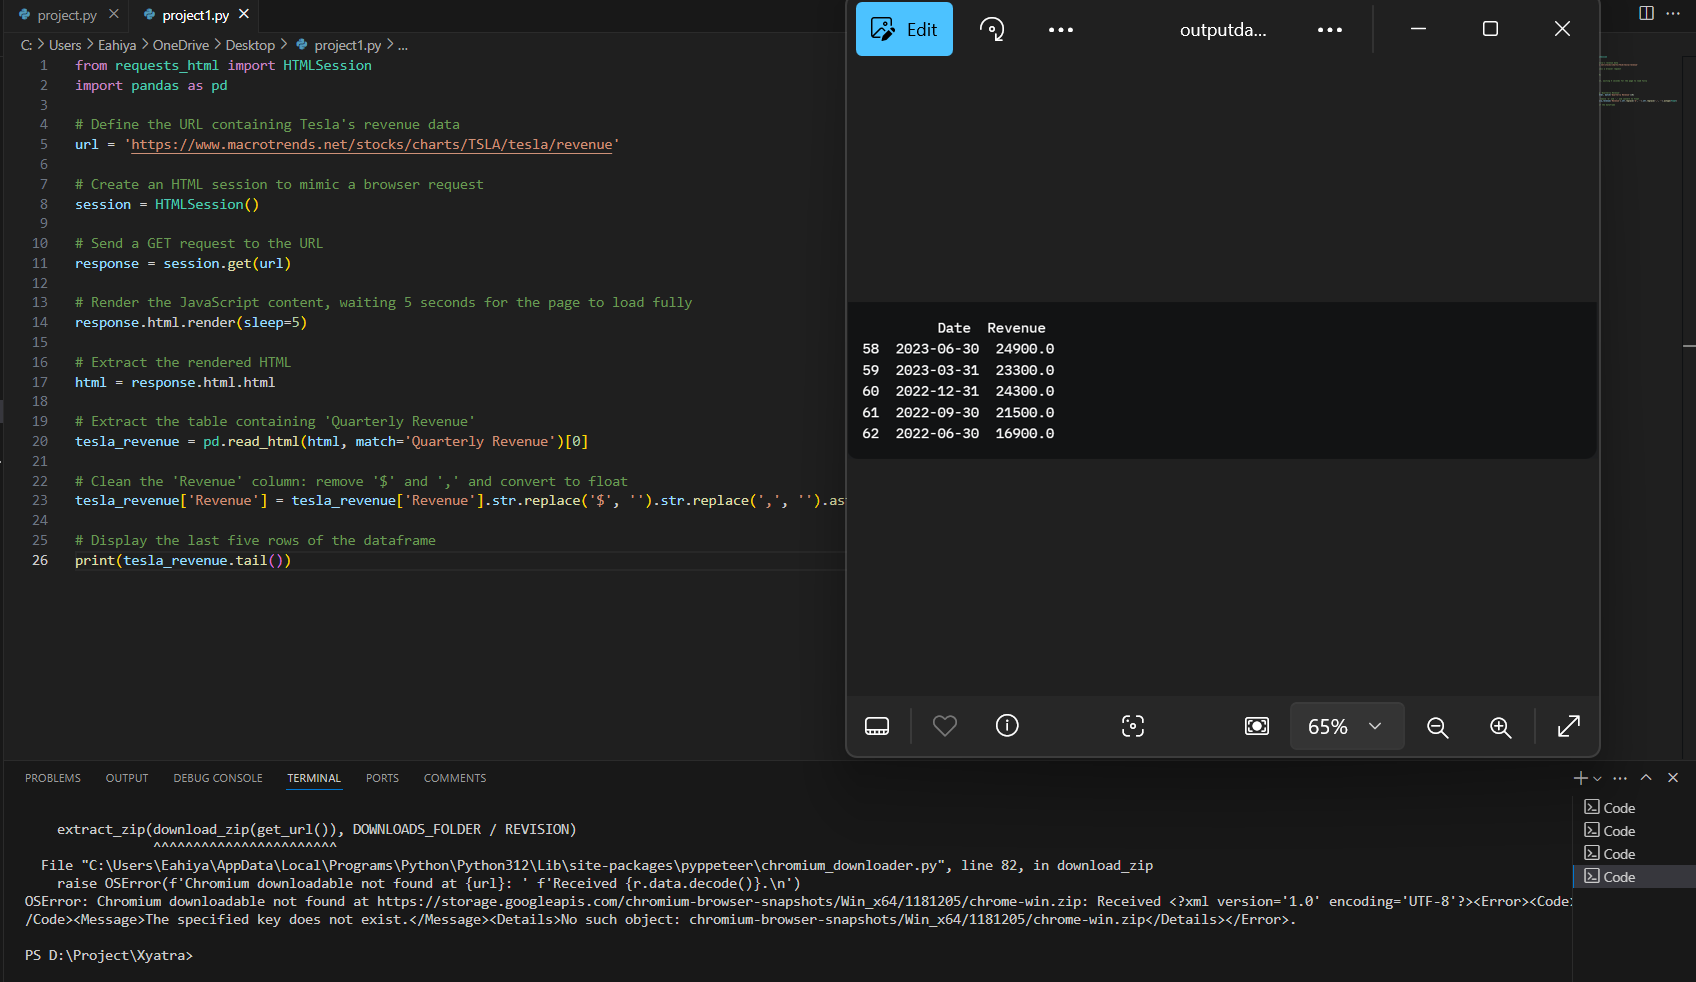 project.py
project1.py
C: > Users > Eahiya > OneDrive > Desktop > project1.py > ...
1 from requests_html import HTMLSession
2 import pandas as pd
3
4 # Define the URL containing Tesla's revenue data
5 url = 'https://www.macrotrends.net/stocks/charts/TSLA/tesla/revenue'
6
7 # Create an HTML session to mimic a browser request
8 session = HTMLSession()
9
10 # Send a GET request to the URL
11 response = session.get(url)
12
13 # Render the JavaScript content, waiting 5 seconds for the page to load fully
14 response.html.render(sleep=5)
15
16 # Extract the rendered HTML
17 html = response.html.html
18
19 # Extract the table containing 'Quarterly Revenue'
20 tesla_revenue = pd.read_html(html, match='Quarterly Revenue')[0]
21
22 # Clean the 'Revenue' column: remove '$' and ',' and convert to float
23 tesla_revenue['Revenue'] = tesla_revenue['Revenue'].str.replace('$', '').str.replace(',', '').as
24
25 # Display the last five rows of the dataframe
26 print(tesla_revenue.tail())
Edit
outputda...
Date Revenue
58 2023-06-30 24900.0
59 2023-03-31 23300.0
60 2022-12-31 24300.0
61 2022-09-30 21500.0
62 2022-06-30 16900.0
65%
PROBLEMS OUTPUT DEBUG CONSOLE TERMINAL PORTS COMMENTS
extract_zip(download_zip(get_url()), DOWNLOADS_FOLDER / REVISION)
^^^^^^^^^^^^^^^^^^^^^^^
File "C:\Users\Eahiya\AppData\Local\Programs\Python\Python312\Lib\site-packages\pyppeteer\chromium_downloader.py", line 82, in download_zip
raise OSError(f'Chromium downloadable not found at {url}: ' f'Received {r.data.decode()}.\n')
OSError: Chromium downloadable not found at https://storage.googleapis.com/chromium-browser-snapshots/Win_x64/1181205/chrome-win.zip: Received <?xml version='1.0' encoding='UTF-8'?><Error><Code>
/Code><Message>The specified key does not exist.</Message><Details>No such object: chromium-browser-snapshots/Win_x64/1181205/chrome-win.zip</Details></Error>.
PS D:\Project\Xyatra>
Code
Code
Code
Code